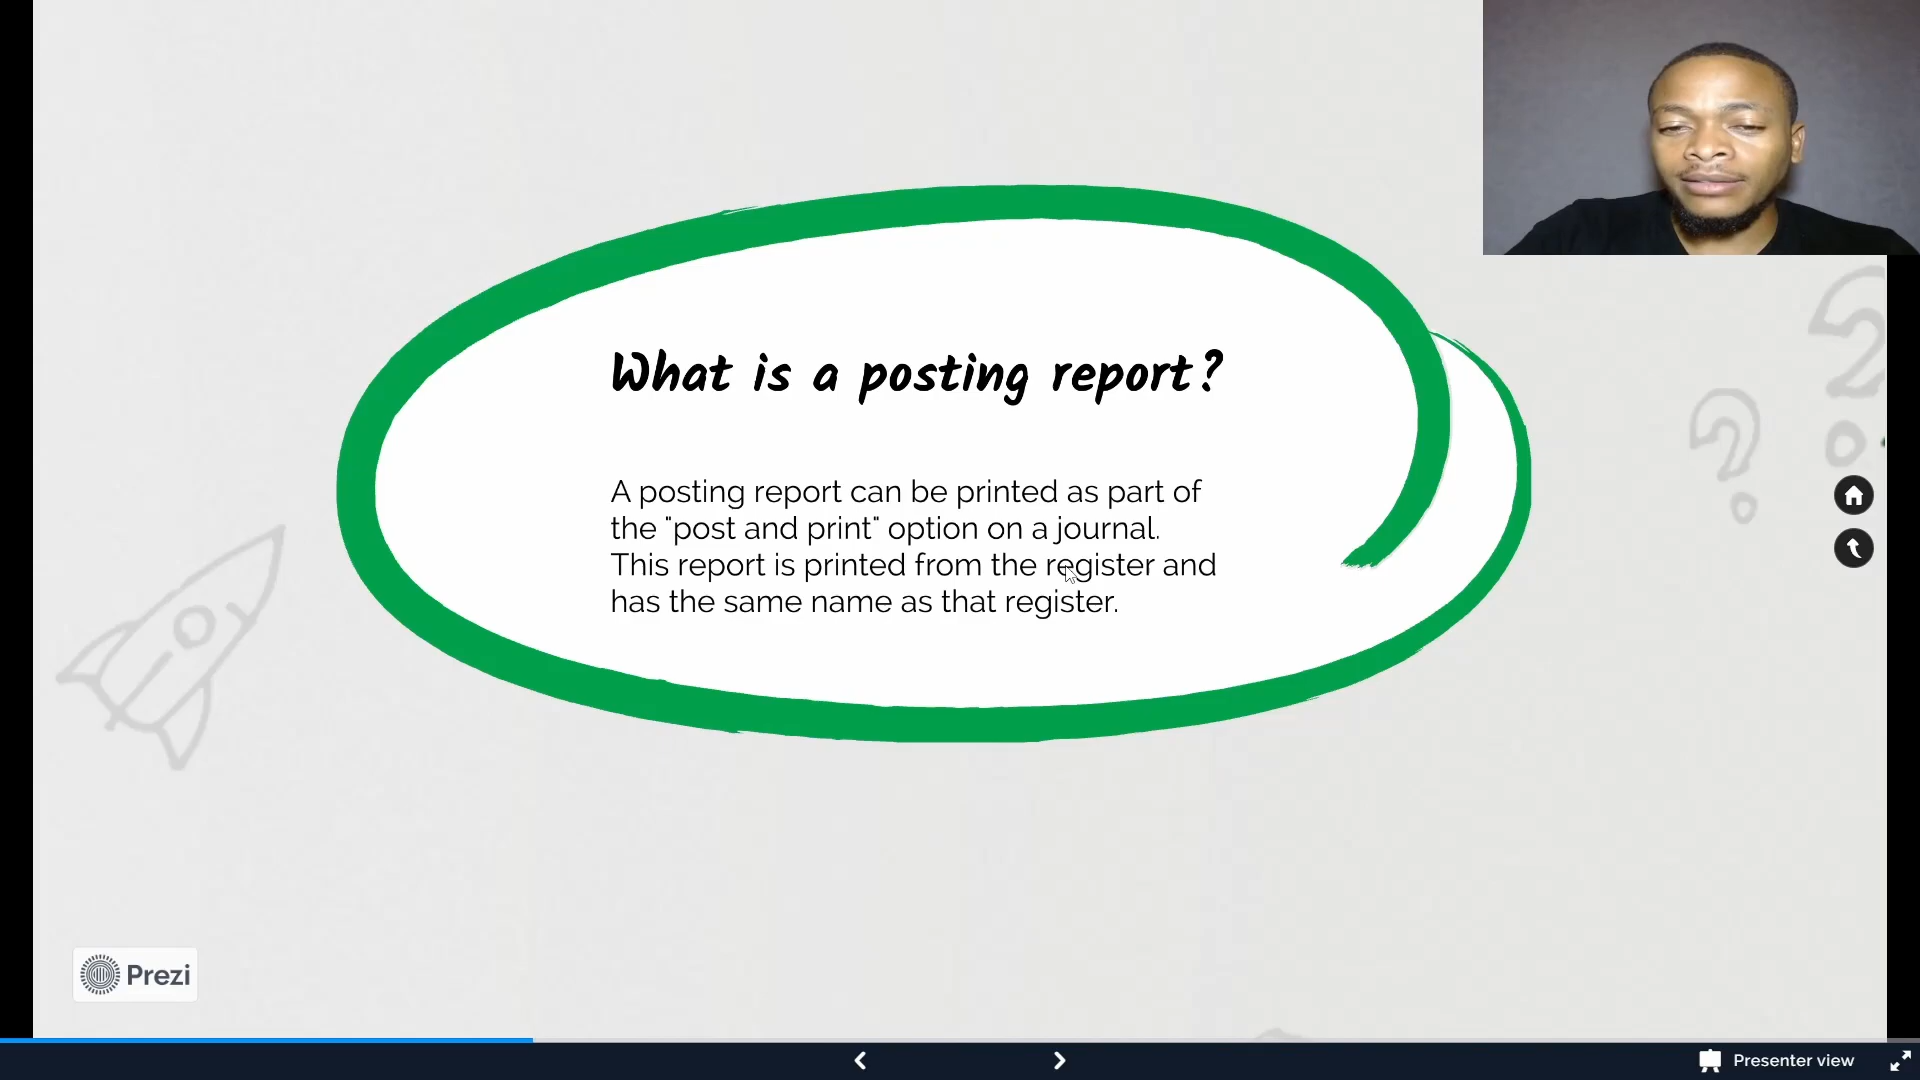 What is a posting report?
A posting report can be printed as part of
the "post and print" option on a journal.
This report is printed from the register and
has the same name as that register.
Prezi
Presenter view